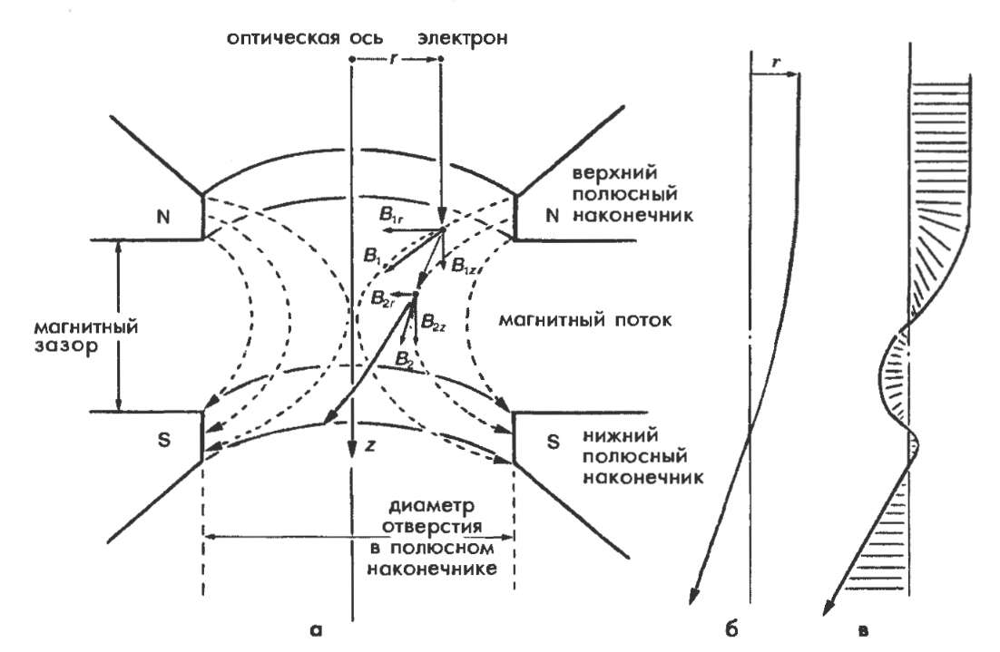 оптическая ось электрон
r
r
верхний
полюсный
наконечник
N
N
B1r
B1
B1z
B2r
B2z
B2
магнитный
зазор
магнитный поток
S
S
z
нижний
полюсный
наконечник
диаметр
отверстия
в полюсном
наконечнике
а
б
в